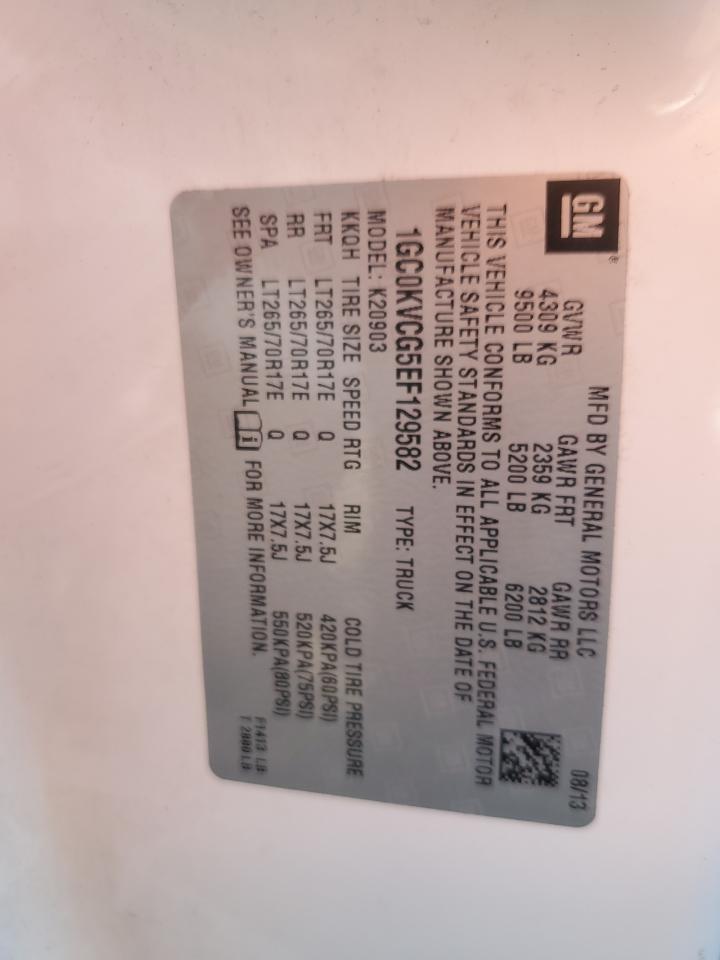 GM®
MFD BY GENERAL MOTORS LLC 08/13
GVWR GAWR FRT GAWR RR
4309 KG 2359 KG 2812 KG
9500 LB 5200 LB 6200 LB
THIS VEHICLE CONFORMS TO ALL APPLICABLE U.S. FEDERAL MOTOR
VEHICLE SAFETY STANDARDS IN EFFECT ON THE DATE OF
MANUFACTURE SHOWN ABOVE.
1GC0KVCG5EF129582 TYPE: TRUCK
MODEL: K20903
KKQH TIRE SIZE SPEED RTG RIM COLD TIRE PRESSURE
FRT LT265/70R17E Q 17X7.5J 420KPA(60PSI)
RR LT265/70R17E Q 17X7.5J 520KPA(75PSI)
SPA LT265/70R17E Q 17X7.5J 550KPA(80PSI)
SEE OWNER'S MANUAL FOR MORE INFORMATION.
F1413 LB
T 2880 LB